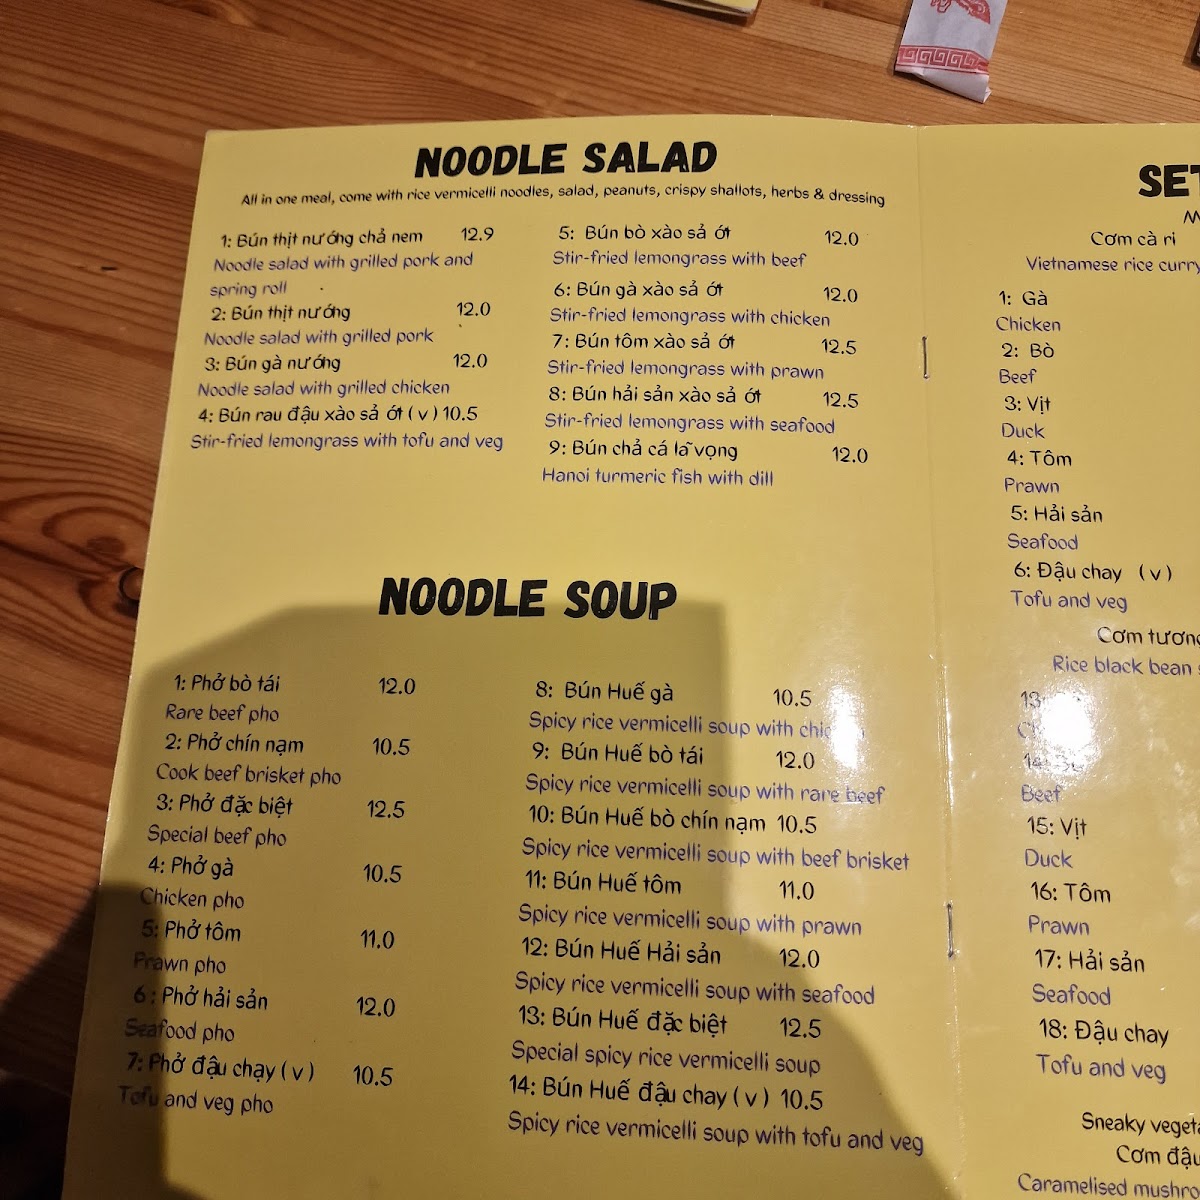 NOODLE SALAD
All in one meal, come with rice vermicelli noodles, salad, peanuts, crispy shallots, herbs & dressing
1: Bún thịt nướng chả nem 12.9
Noodle salad with grilled pork and
spring roll
2: Bún thịt nướng 12.0
Noodle salad with grilled pork
3: Bún gà nướng 12.0
Noodle salad with grilled chicken
4: Bún rau đậu xào sả ớt (v) 10.5
Stir-fried lemongrass with tofu and veg
5: Bún bò xào sả ớt 12.0
Stir-fried lemongrass with beef
6: Bún gà xào sả ớt 12.0
Stir-fried lemongrass with chicken
7: Bún tôm xào sả ớt 12.5
Stir-fried lemongrass with prawn
8: Bún hải sản xào sả ớt 12.5
Stir-fried lemongrass with seafood
9: Bún chả cá lã vọng 12.0
Hanoi turmeric fish with dill
NOODLE SOUP
1: Phở bò tái 12.0
Rare beef pho
2: Phở chín nạm 10.5
Cook beef brisket pho
3: Phở đặc biệt 12.5
Special beef pho
4: Phở gà 10.5
Chicken pho
5: Phở tôm 11.0
Prawn pho
6 : Phở hải sản 12.0
Seafood pho
7: Phở đậu chạy (v) 10.5
Tofu and veg pho
8: Bún Huế gà 10.5
Spicy rice vermicelli soup with
9: Bún Huế bò tái 12.0
Spicy rice vermicelli soup with rare beef
10: Bún Huế bò chín nạm 10.5
Spicy rice vermicelli soup with beef brisket
11: Bún Huế tôm 11.0
Spicy rice vermicelli soup with prawn
12: Bún Huế Hải sản 12.0
Spicy rice vermicelli soup with seafood
13: Bún Huế đặc biệt 12.5
Special spicy rice vermicelli soup
14: Bún Huế đậu chay (v) 10.5
Spicy rice vermicelli soup with tofu and veg
SET
Cơm cà ri
Vietnamese rice curry
1: Gà
Chicken
2: Bò
Beef
3: Vịt
Duck
4: Tôm
Prawn
5: Hải sản
Seafood
6: Đậu chay (v)
Tofu and veg
Cơm tương
Rice black bean
13:
Beef
15: Vịt
Duck
16: Tôm
Prawn
17: Hải sản
Seafood
18: Đậu chay
Tofu and veg
Sneaky
Cơm đậu
Caramelised